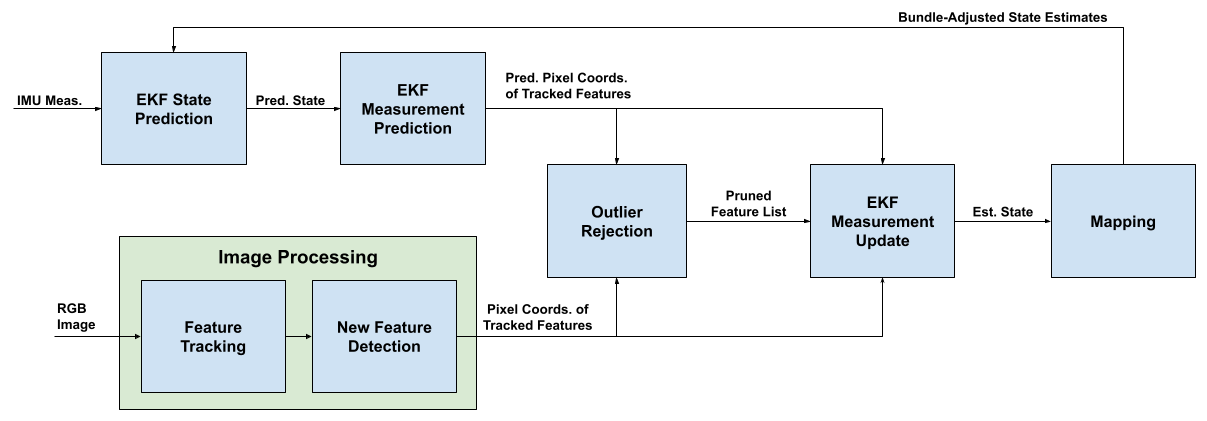 Bundle-Adjusted State Estimates
IMU Meas.
EKF State
Prediction
Pred. State
EKF
Measurement
Prediction
Pred. Pixel Coords.
of Tracked Features
Outlier
Rejection
Pruned
Feature List
EKF
Measurement
Update
Est. State
Mapping
Image Processing
RGB
Image
Feature
Tracking
New Feature
Detection
Pixel Coords. of
Tracked Features